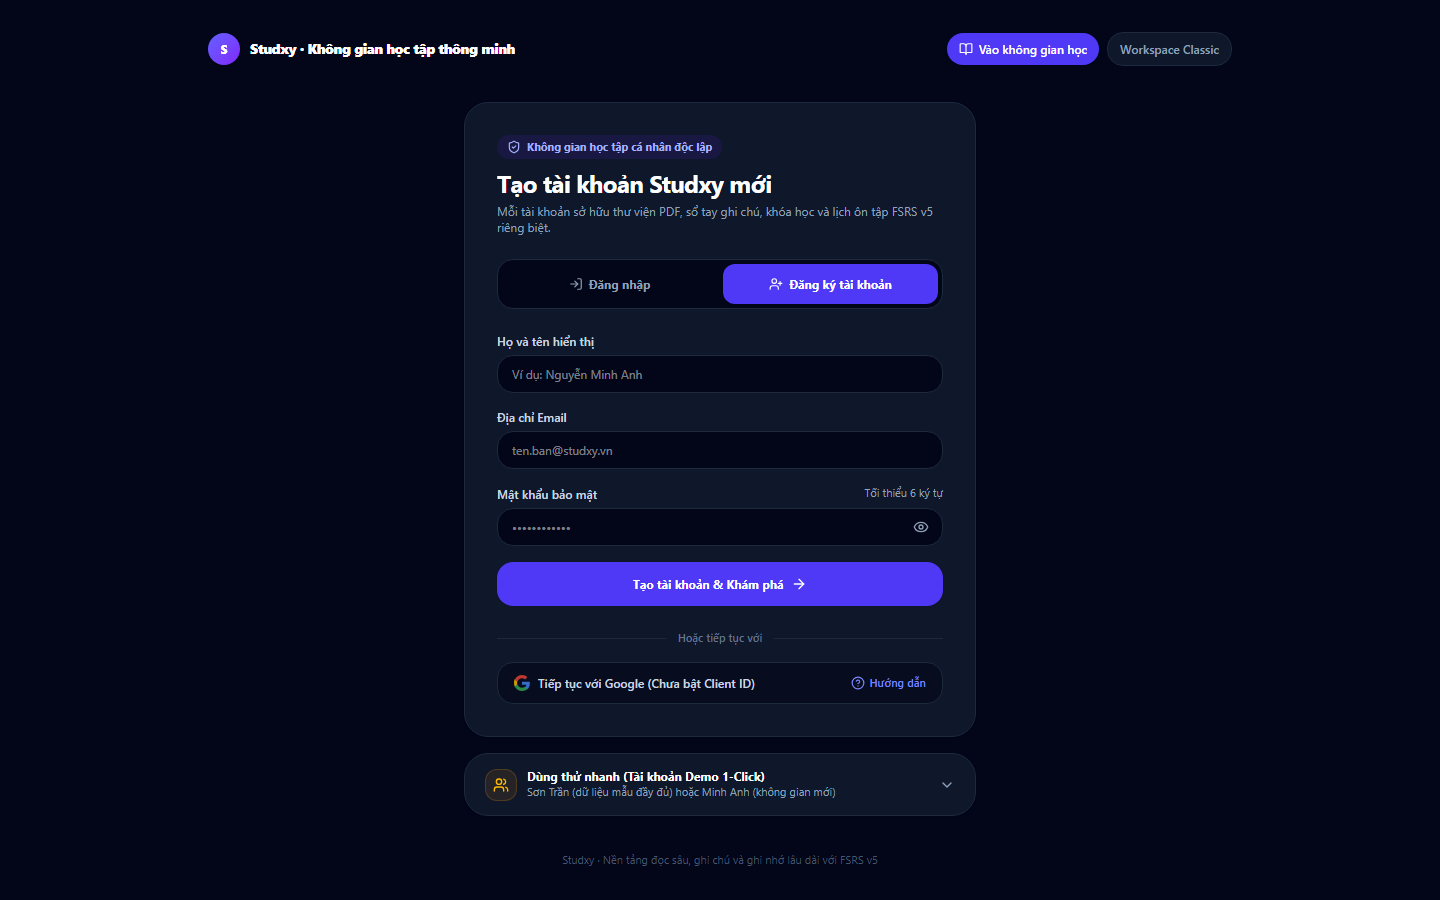 S
Studxy · Không gian học tập thông minh
Vào không gian học
Workspace Classic
Không gian học tập cá nhân độc lập
Tạo tài khoản Studxy mới
Mỗi tài khoản sở hữu thư viện PDF, sổ tay ghi chú, khóa học và lịch ôn tập FSRS v5
riêng biệt.
Đăng nhập
Đăng ký tài khoản
Họ và tên hiển thị
Ví dụ: Nguyễn Minh Anh
Địa chỉ Email
ten.ban@studxy.vn
Mật khẩu bảo mật
Tối thiểu 6 ký tự
••••••••••••
Tạo tài khoản & Khám phá
Hoặc tiếp tục với
Tiếp tục với Google (Chưa bật Client ID)
Hướng dẫn
Dùng thử nhanh (Tài khoản Demo 1-Click)
Sơn Trần (dữ liệu mẫu đầy đủ) hoặc Minh Anh (không gian mới)
Studxy · Nền tảng đọc sâu, ghi chú và ghi nhớ lâu dài với FSRS v5